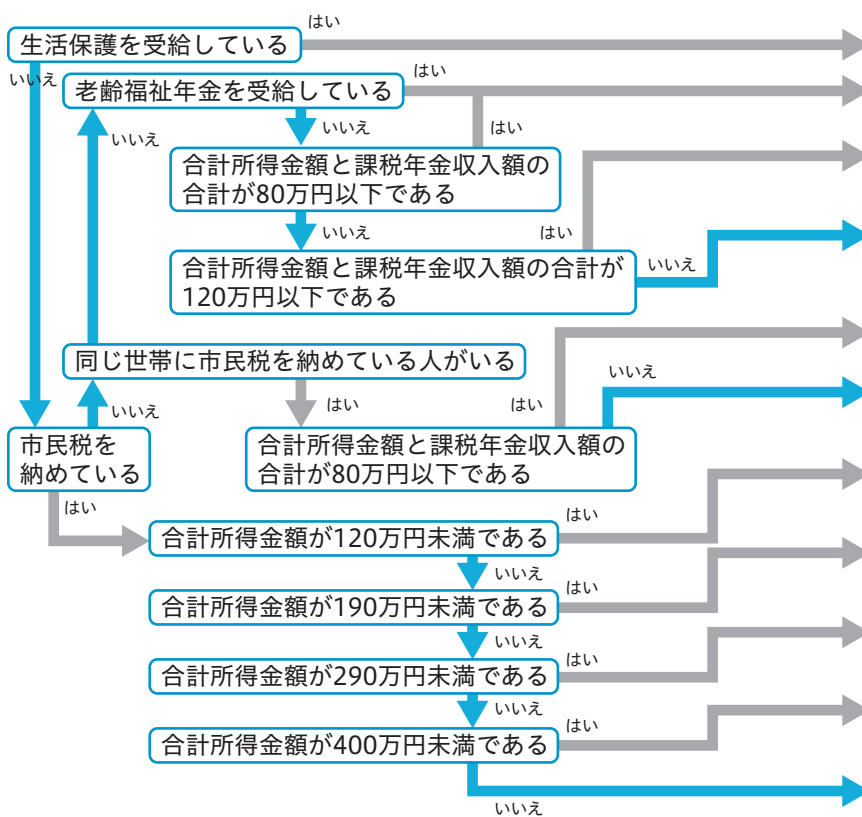 はい
生活保護を受給している
いいえ
はい
老齢福祉年金を受給している
いいえ
いいえ
はい
合計所得金額と課税年金収入額の
合計が80万円以下である
いいえ
はい
合計所得金額と課税年金収入額の合計が
120万円以下である
いいえ
同じ世帯に市民税を納めている人がいる
いいえ
いいえ
はい
はい
市民税を
納めている
合計所得金額と課税年金収入額の
合計が80万円以下である
はい
はい
合計所得金額が120万円未満である
いいえ
はい
合計所得金額が190万円未満である
いいえ
はい
合計所得金額が290万円未満である
いいえ
はい
合計所得金額が400万円未満である
いいえ